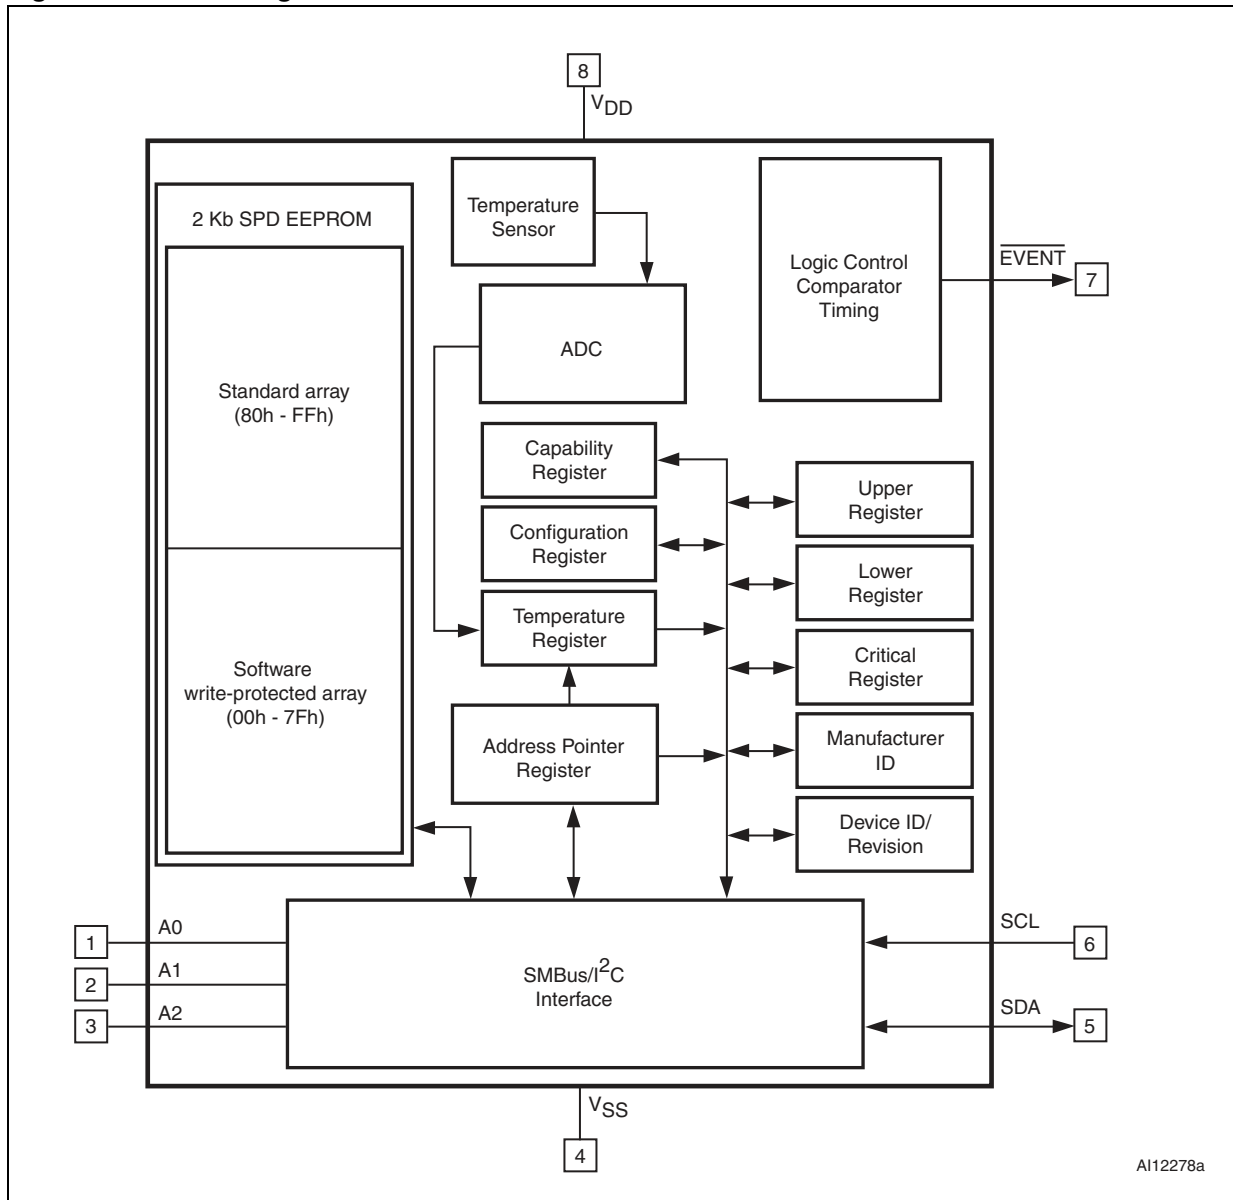 8
VDD
2 Kb SPD EEPROM
Temperature
Sensor
Logic Control
Comparator
Timing
EVENT
7
ADC
Standard array
(80h - FFh)
Capability
Register
Upper
Register
Configuration
Register
Lower
Register
Temperature
Register
Critical
Register
Software
write-protected array
(00h - 7Fh)
Address Pointer
Register
Manufacturer
ID
Device ID/
Revision
A0
1
A1
2
A2
3
SMBus/I2C
Interface
SCL
6
SDA
5
VSS
4
AI12278a